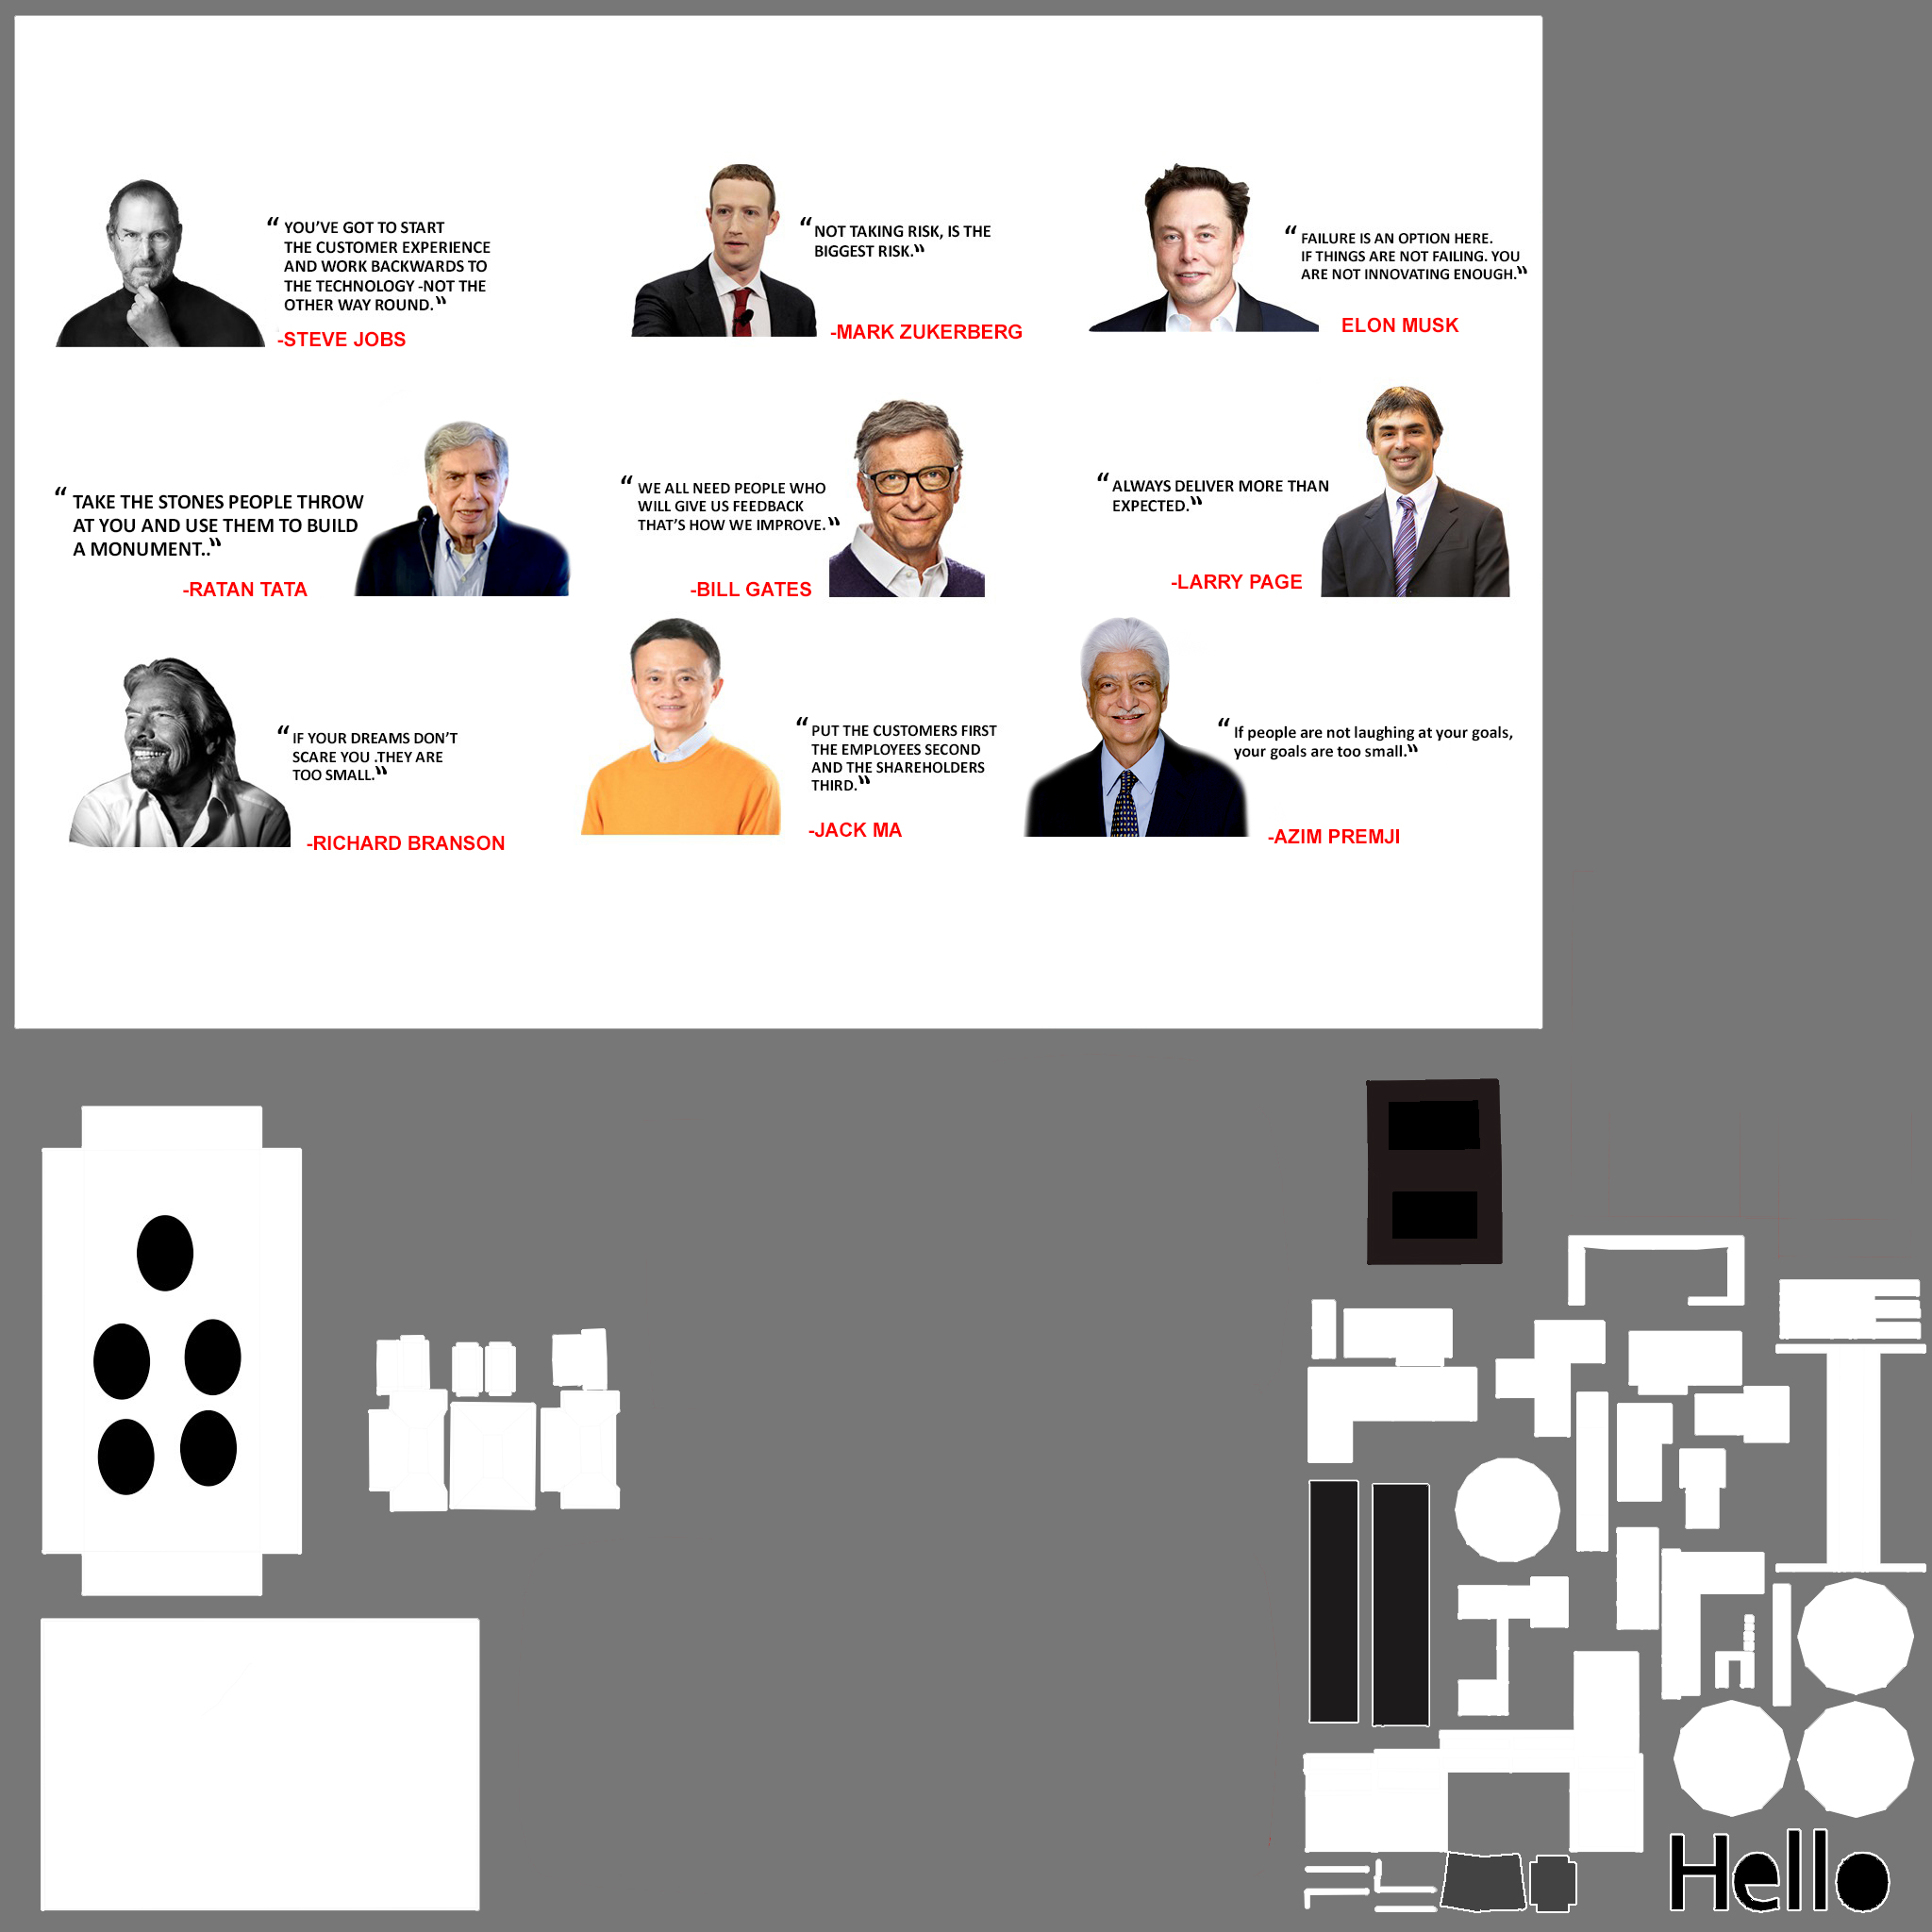 “ YOU’VE GOT TO START
THE CUSTOMER EXPERIENCE
AND WORK BACKWARDS TO
THE TECHNOLOGY -NOT THE
OTHER WAY ROUND.”
-STEVE JOBS
“ NOT TAKING RISK, IS THE
BIGGEST RISK.”
-MARK ZUKERBERG
“ FAILURE IS AN OPTION HERE.
IF THINGS ARE NOT FAILING. YOU
ARE NOT INNOVATING ENOUGH.”
ELON MUSK
“ TAKE THE STONES PEOPLE THROW
AT YOU AND USE THEM TO BUILD
A MONUMENT..”
-RATAN TATA
“ WE ALL NEED PEOPLE WHO
WILL GIVE US FEEDBACK
THAT’S HOW WE IMPROVE.”
-BILL GATES
“ ALWAYS DELIVER MORE THAN
EXPECTED.”
-LARRY PAGE
“ IF YOUR DREAMS DON’T
SCARE YOU .THEY ARE
TOO SMALL.”
-RICHARD BRANSON
“ PUT THE CUSTOMERS FIRST
THE EMPLOYEES SECOND
AND THE SHAREHOLDERS
THIRD.”
-JACK MA
“ If people are not laughing at your goals,
your goals are too small.”
-AZIM PREMJI
Hello